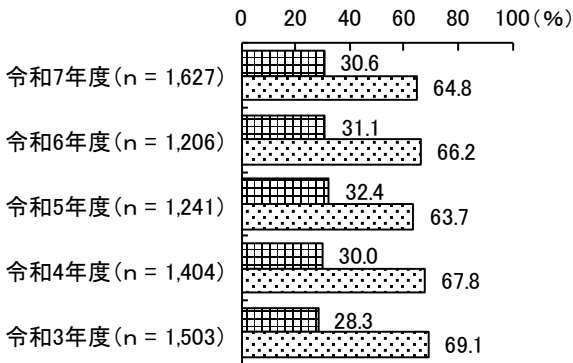 0 20 40 60 80 100(％)
令和7年度(ｎ = 1,627) 30.6
64.8
令和6年度(ｎ = 1,206) 31.1
66.2
令和5年度(ｎ = 1,241) 32.4
63.7
令和4年度(ｎ = 1,404) 30.0
67.8
令和3年度(ｎ = 1,503) 28.3
69.1